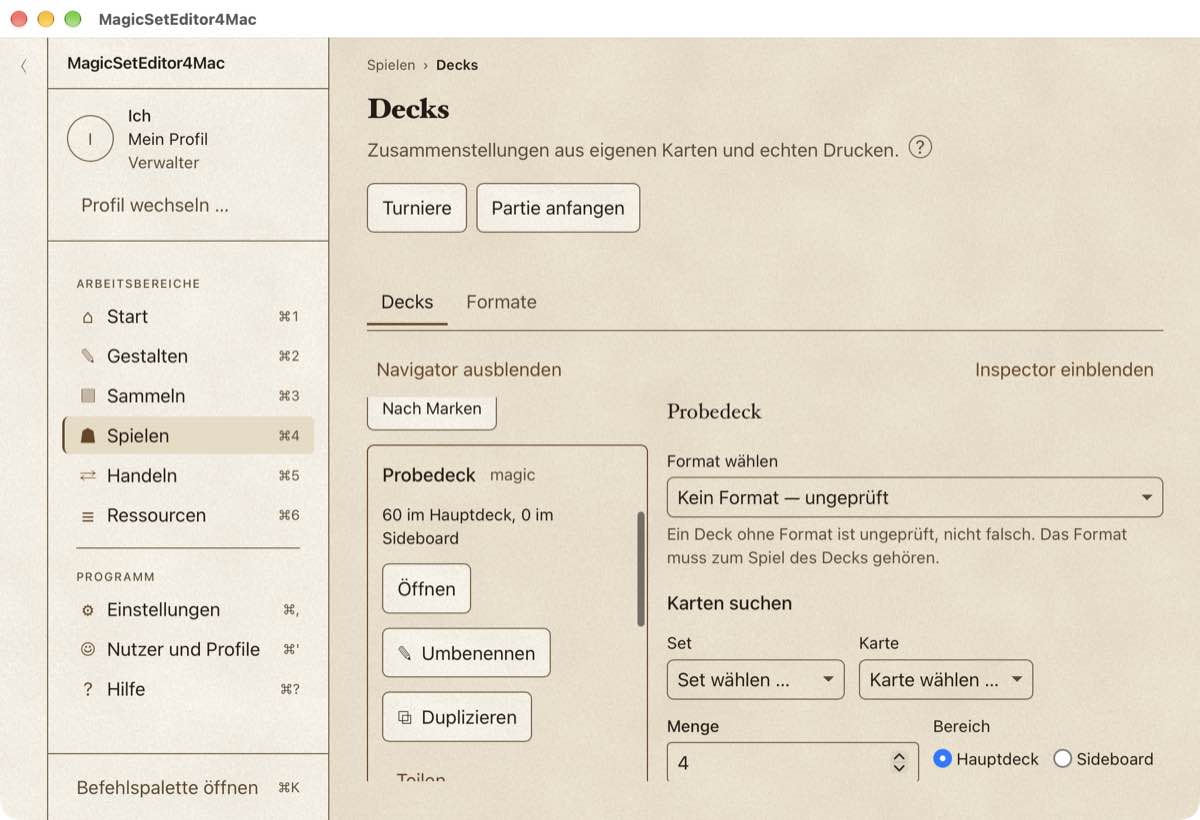 MagicSetEditor4Mac
MagicSetEditor4Mac
I
Ich
Mein Profil
Verwalter
Profil wechseln ...
ARBEITSBEREICHE
Start ⌘1
Gestalten ⌘2
Sammeln ⌘3
Spielen ⌘4
Handeln ⌘5
Ressourcen ⌘6
PROGRAMM
Einstellungen ⌘,
Nutzer und Profile ⌘'
? Hilfe ⌘?
Befehlspalette öffnen ⌘K
Spielen › Decks
Decks
Zusammenstellungen aus eigenen Karten und echten Drucken. ?
Turniere Partie anfangen
Decks Formate
Navigator ausblenden Inspector einblenden
Nach Marken
Probedeck magic
60 im Hauptdeck, 0 im
Sideboard
Öffnen
Umbenennen
Duplizieren
Teilen
Probedeck
Format wählen
Kein Format — ungeprüft
Ein Deck ohne Format ist ungeprüft, nicht falsch. Das Format
muss zum Spiel des Decks gehören.
Karten suchen
Set Karte
Set wählen ... Karte wählen ...
Menge Bereich
4 Hauptdeck Sideboard